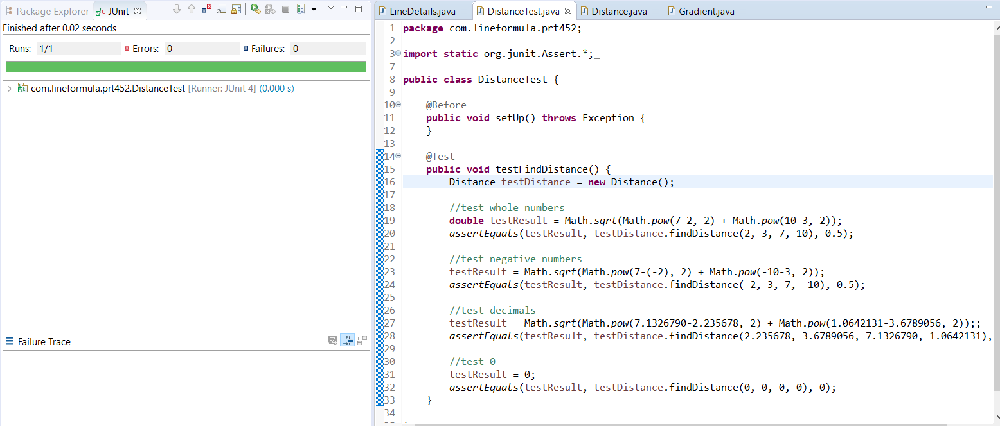 Package Explorer JUnit
Finished after 0.02 seconds
Runs: 1/1 Errors: 0 Failures: 0
com.lineformula.prt452.DistanceTest [Runner: JUnit 4] (0.000 s)
Failure Trace
LineDetails.java DistanceTest.java Distance.java Gradient.java
1 package com.lineformula.prt452;
2
3 import static org.junit.Assert.*;
7
8 public class DistanceTest {
9
10 @Before
11 public void setUp() throws Exception {
12 }
13
14 @Test
15 public void testFindDistance() {
16 Distance testDistance = new Distance();
17
18 //test whole numbers
19 double testResult = Math.sqrt(Math.pow(7-2, 2) + Math.pow(10-3, 2));
20 assertEquals(testResult, testDistance.findDistance(2, 3, 7, 10), 0.5);
21
22 //test negative numbers
23 testResult = Math.sqrt(Math.pow(7-(-2), 2) + Math.pow(-10-3, 2));
24 assertEquals(testResult, testDistance.findDistance(-2, 3, 7, -10), 0.5);
25
26 //test decimals
27 testResult = Math.sqrt(Math.pow(7.1326790-2.235678, 2) + Math.pow(1.0642131-3.6789056, 2));;
28 assertEquals(testResult, testDistance.findDistance(2.235678, 3.6789056, 7.1326790, 1.0642131),
29
30 //test 0
31 testResult = 0;
32 assertEquals(testResult, testDistance.findDistance(0, 0, 0, 0), 0);
33 }
34